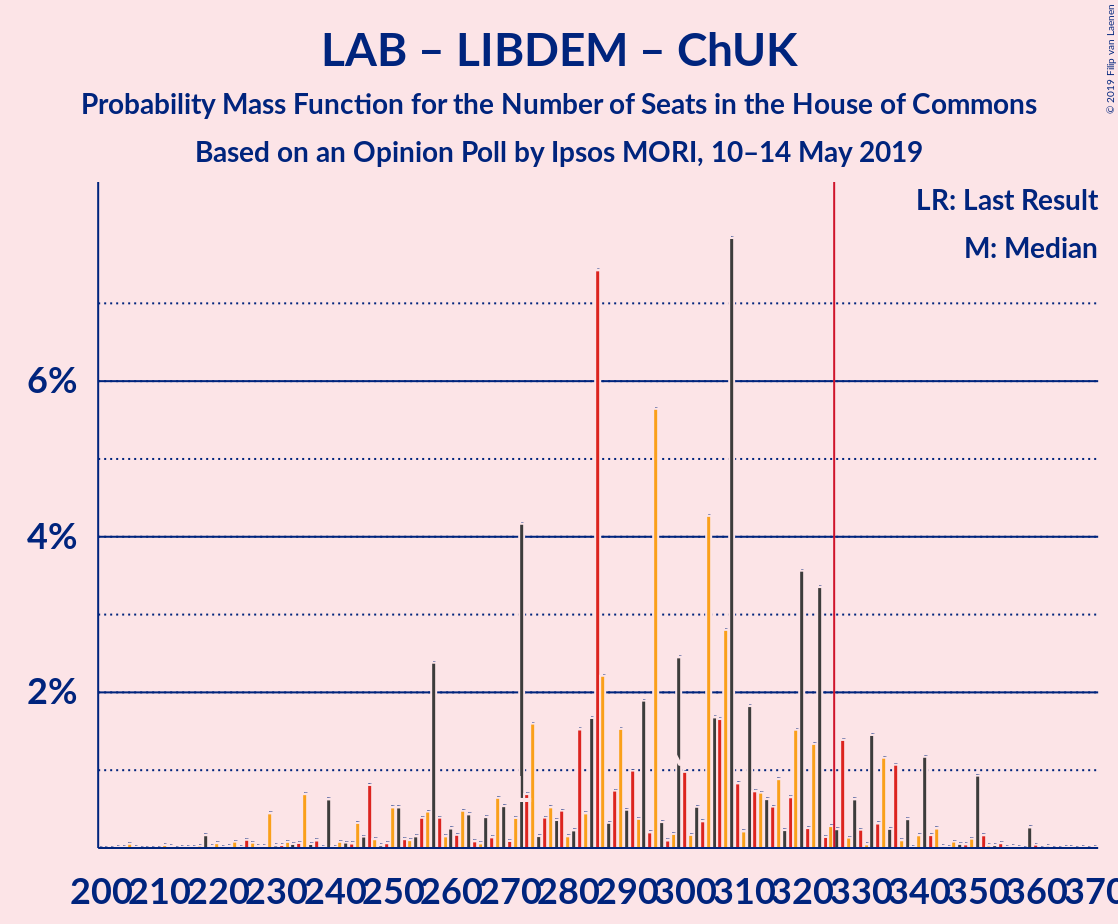 LAB – LIBDEM – ChUK
Probability Mass Function for the Number of Seats in the House of Commons
Based on an Opinion Poll by Ipsos MORI, 10–14 May 2019
© 2019 Filip van Laenen
LR: Last Result
M: Median
6%
4%
2%
200 210 220 230 240 250 260 270 280 290 300 310 320 330 340 350 360 370